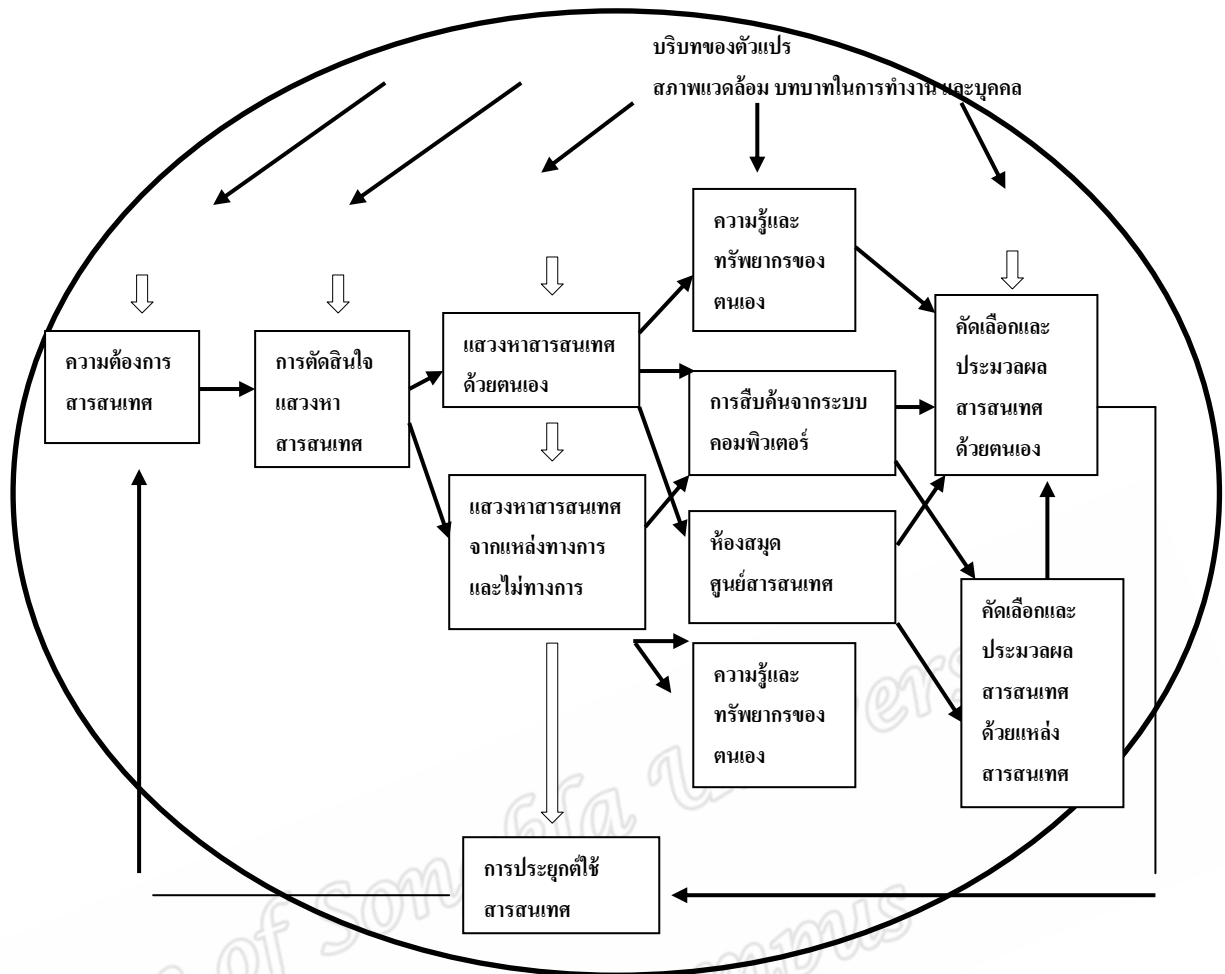 บริบทของตัวแปร
สภาพแวดล้อม บทบาทในการทำงาน และบุคคล
ความต้องการ
สารสนเทศ
การตัดสินใจ
แสวงหา
สารสนเทศ
แสวงหาสารสนเทศ
ด้วยตนเอง
แสวงหาสารสนเทศ
จากแหล่งทางการ
และไม่ทางการ
ความรู้และ
ทรัพยากรของ
ตนเอง
การสืบค้นจากระบบ
คอมพิวเตอร์
ห้องสมุด
ศูนย์สารสนเทศ
ความรู้และ
ทรัพยากรของ
ตนเอง
คัดเลือกและ
ประมวลผล
สารสนเทศ
ด้วยตนเอง
คัดเลือกและ
ประมวลผล
สารสนเทศ
ด้วยแหล่ง
สารสนเทศ
การประยุกต์ใช้
สารสนเทศ
of Songkla Univers
mpus